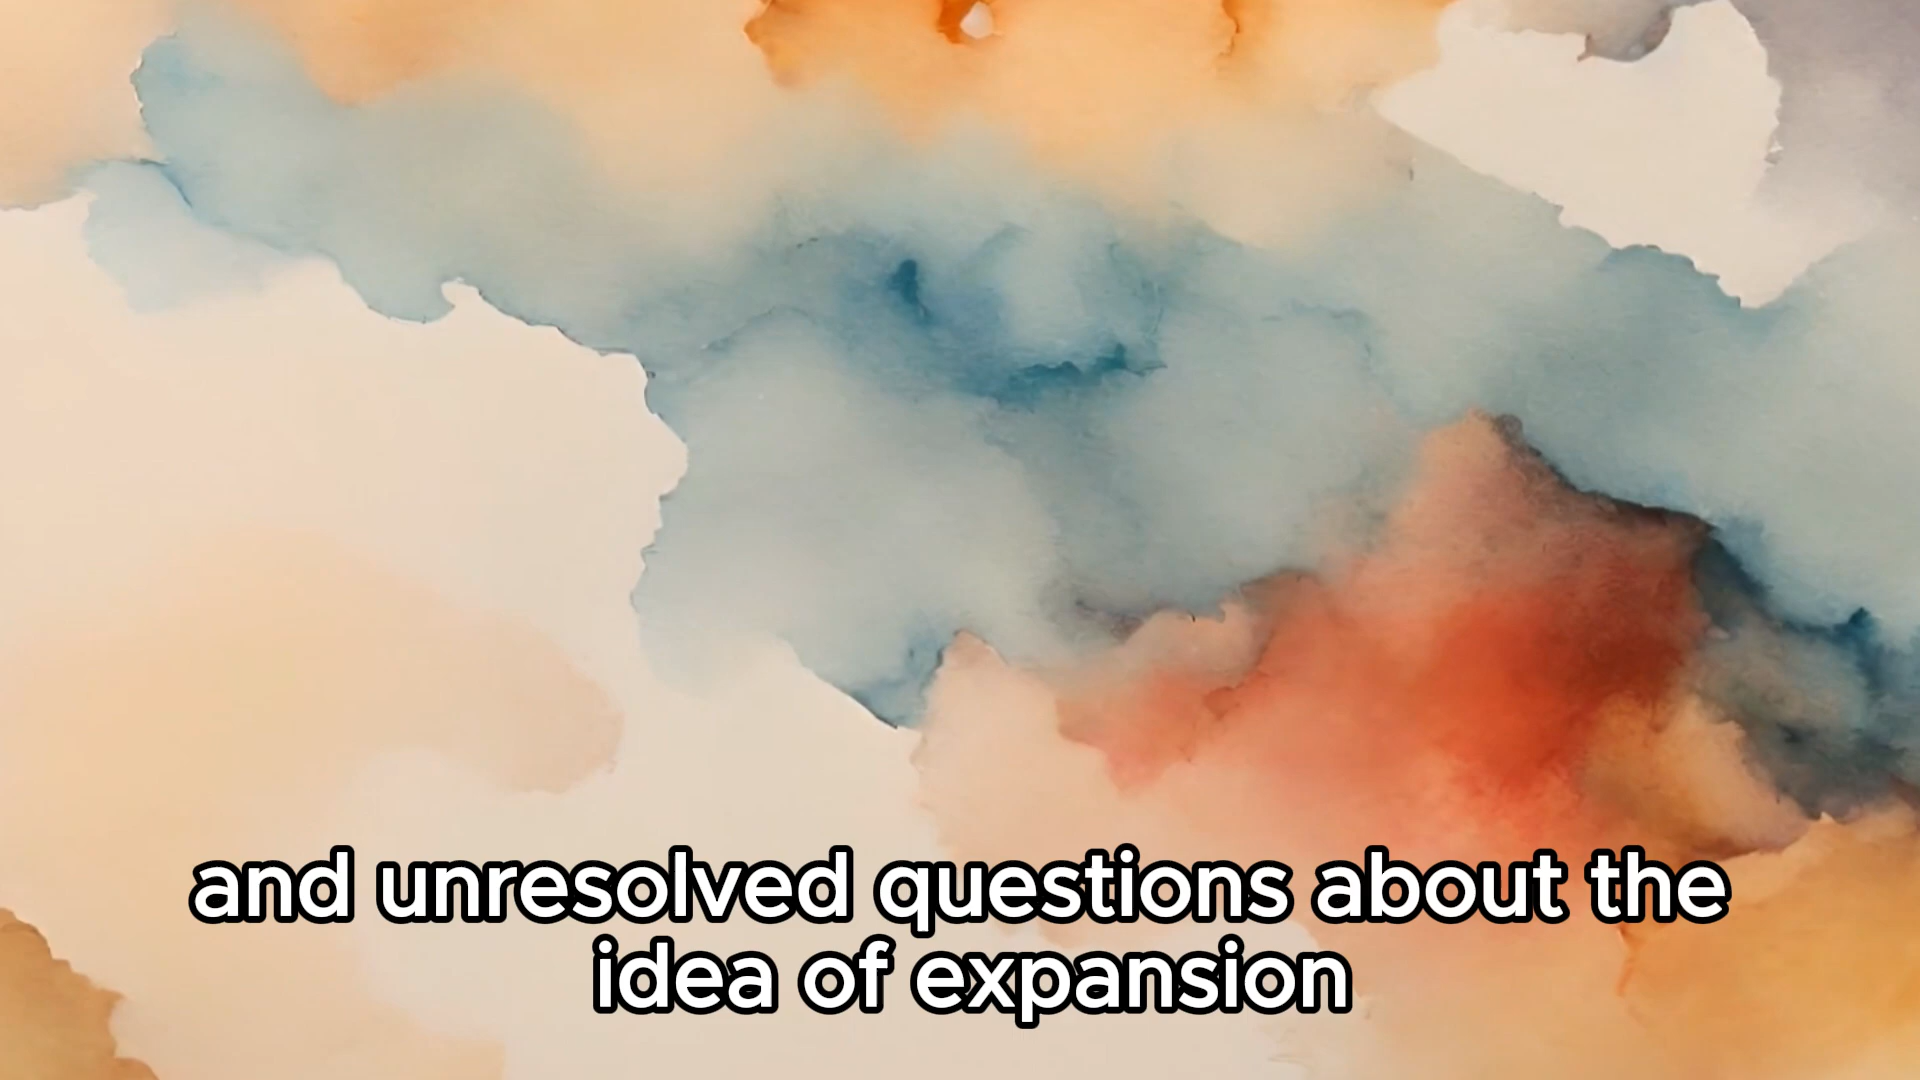 and unresolved questions about the
idea of expansion